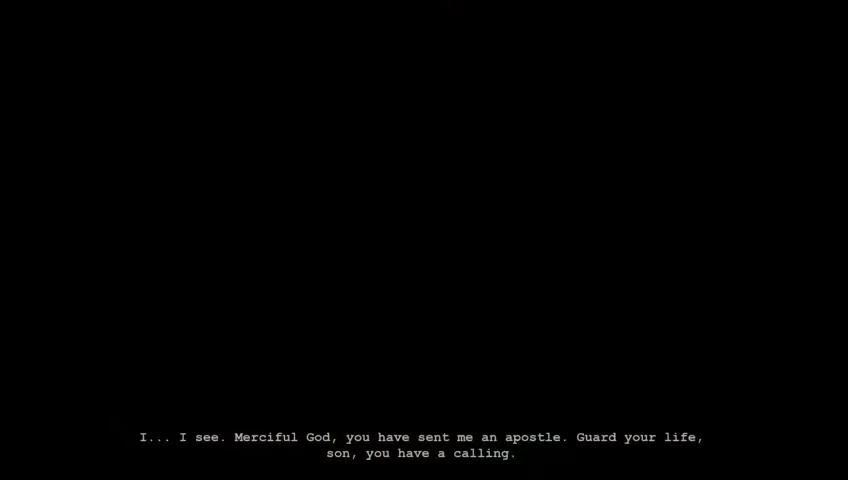 I... I see. Merciful God, you have sent me an apostle. Guard your life,
son, you have a calling.